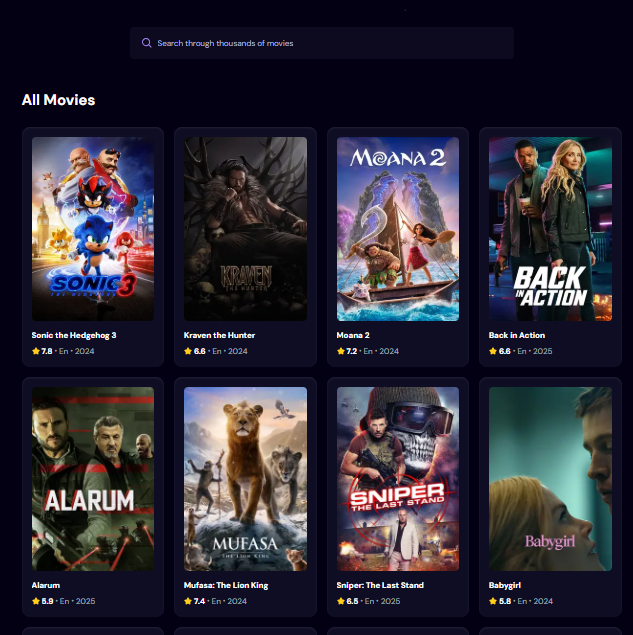 Search through thousands of movies
All Movies
MOANA 2
SONIC 3
THE HEDGEHOG
KRAVEN
THE HUNTER
BACK
IN ACTION
Sonic the Hedgehog 3
Kraven the Hunter
Moana 2
Back in Action
7.8 • En • 2024
6.6 • En • 2024
7.2 • En • 2024
6.6 • En • 2025
ALARUM
MUFASA
THE LION KING
SNIPER
THE LAST STAND
Babygirl
Alarum
Mufasa: The Lion King
Sniper: The Last Stand
Babygirl
5.9 • En • 2025
7.4 • En • 2024
6.5 • En • 2025
5.8 • En • 2024